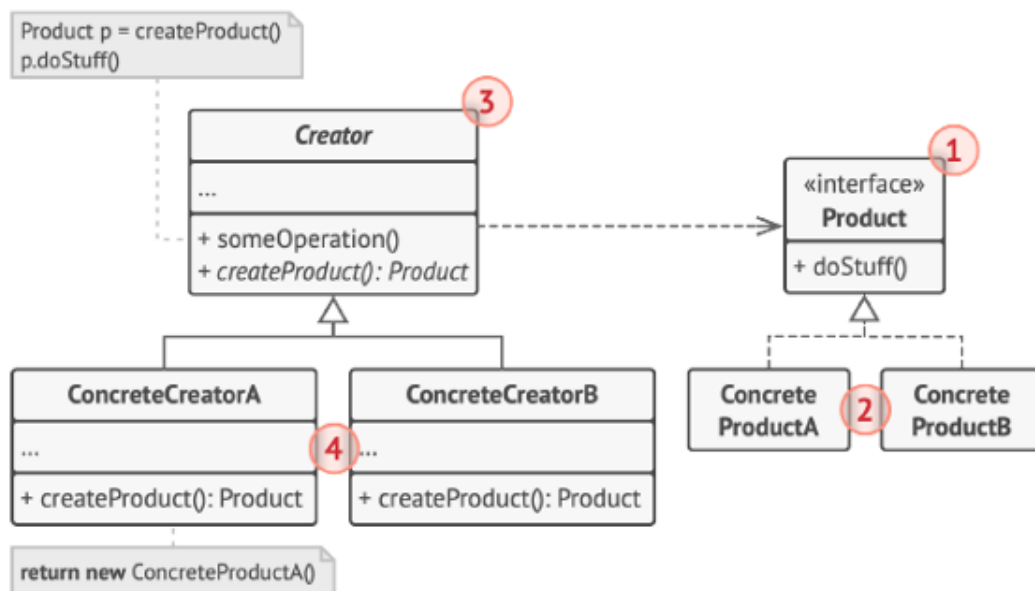 Product p = createProduct()
p.doStuff()
3
Creator
...
+ someOperation()
+ createProduct(): Product
1
«interface»
Product
+ doStuff()
ConcreteCreatorA
...
+ createProduct(): Product
4
ConcreteCreatorB
...
+ createProduct(): Product
Concrete
ProductA
2
Concrete
ProductB
return new ConcreteProductA()